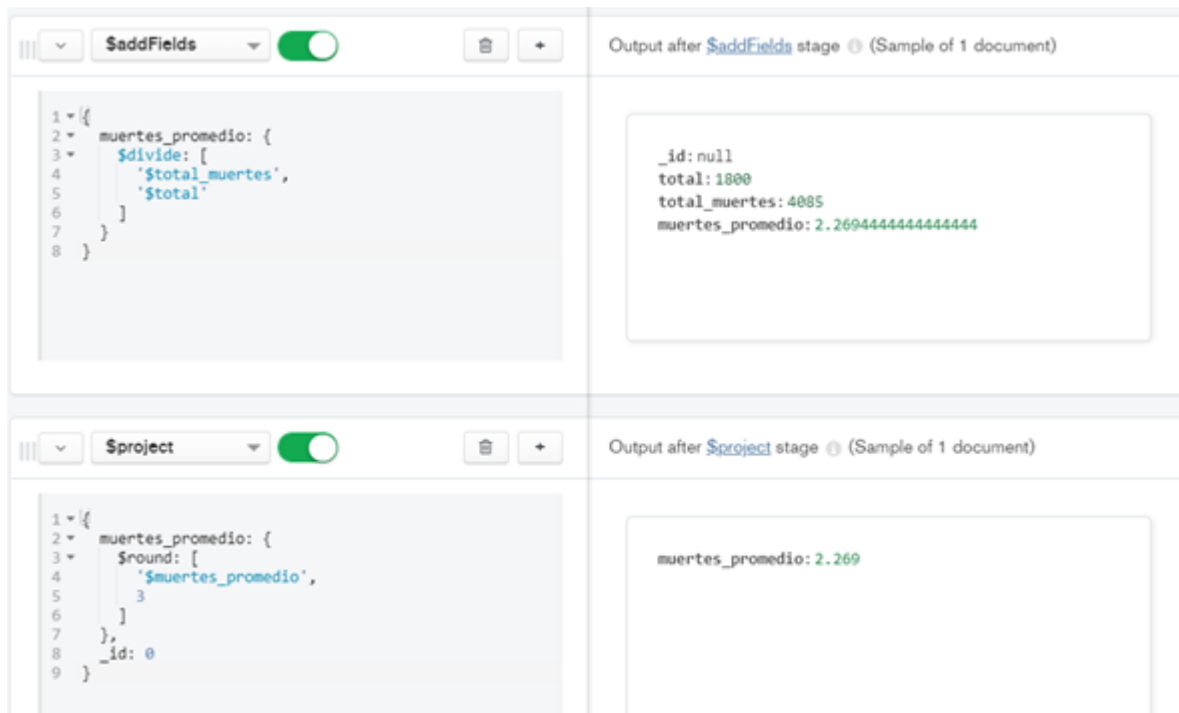 $addFields
Output after $addFields stage (Sample of 1 document)
1 {
2 muertes_promedio: {
3 $divide: [
4 '$total_muertes',
5 '$total'
6 ]
7 }
8 }
_id: null
total: 1800
total_muertes: 4085
muertes_promedio: 2.2694444444444444
$project
Output after $project stage (Sample of 1 document)
1 {
2 muertes_promedio: {
3 $round: [
4 '$muertes_promedio',
5 3
6 ]
7 },
8 _id: 0
9 }
muertes_promedio: 2.269